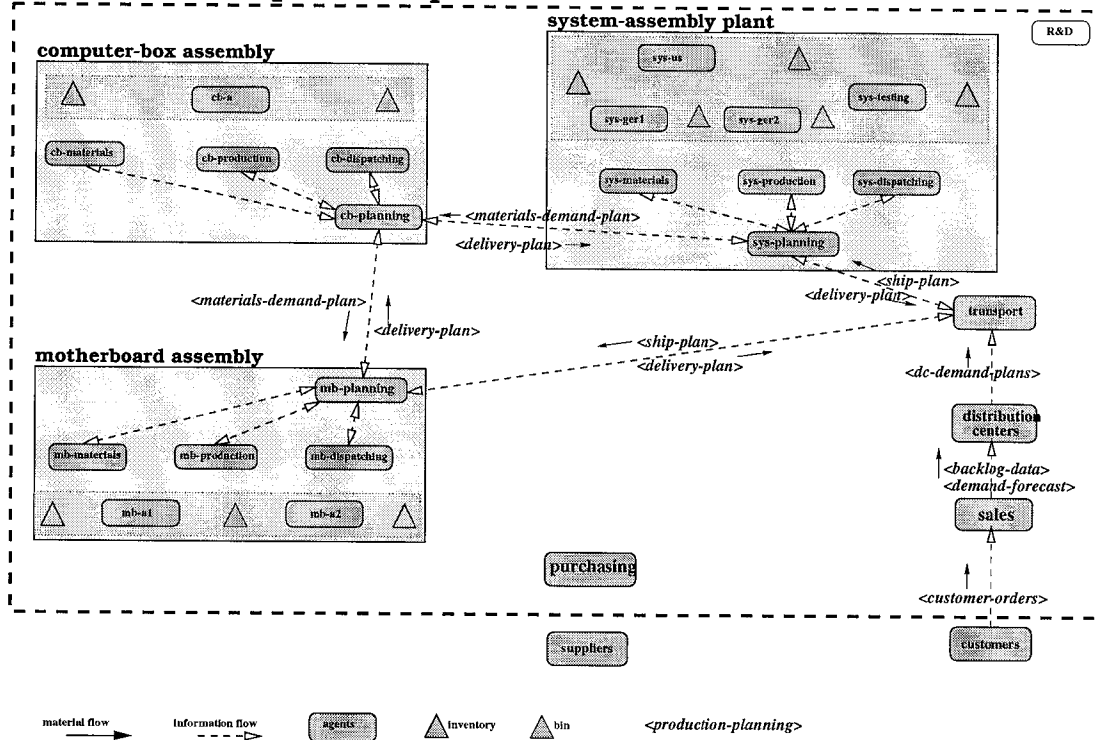 system-assembly plant
R&D
computer-box assembly
sys-us
cb-a
sys-testing
sys-ger1
sys-ger2
cb-materials
cb-production
cb-dispatching
sys-materials
sys-production
sys-dispatching
cb-planning
<materials-demand-plan>
<delivery-plan>
sys-planning
<ship-plan>
<delivery-plan>
<materials-demand-plan>
<delivery-plan>
transport
<ship-plan>
<delivery-plan>
motherboard assembly
mb-planning
<dc-demand-plans>
distribution
centers
mb-materials
mb-production
mb-dispatching
<backlog-data>
<demand-forecast>
mb-a1
mb-a2
sales
purchasing
<customer-orders>
suppliers
customers
material flow
information flow
agents
inventory
bin
<production-planning>